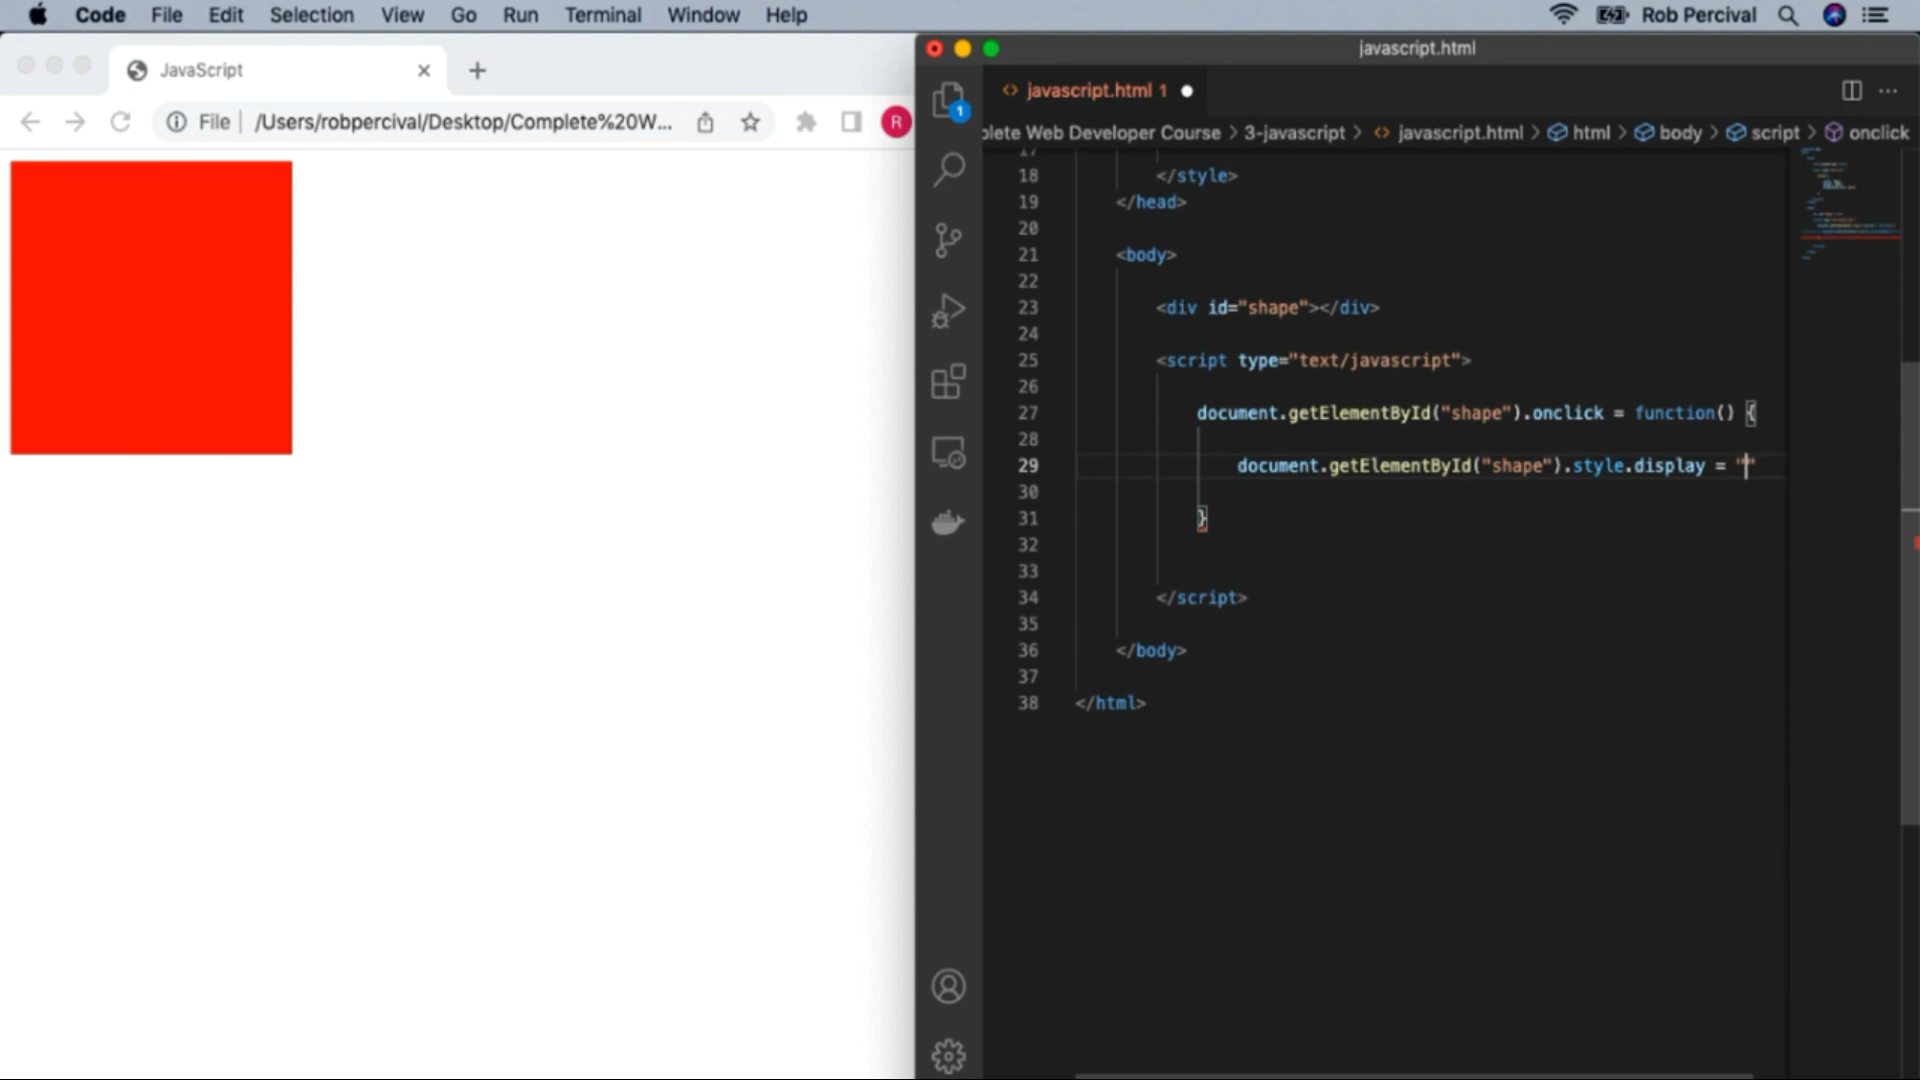 Code File Edit Selection View Go Run Terminal Window Help Rob Percival
JavaScript
File /Users/robpercival/Desktop/Complete%20W... R
javascript.html
javascript.html 1
1
plete Web Developer Course > 3-javascript > javascript.html > html > body > script > onclick
17
18 </style>
19 </head>
20
21 <body>
22
23 <div id="shape"></div>
24
25 <script type="text/javascript">
26
27 document.getElementById("shape").onclick = function() {
28
29 document.getElementById("shape").style.display = ""
30
31 }
32
33
34 </script>
35
36 </body>
37
38 </html>